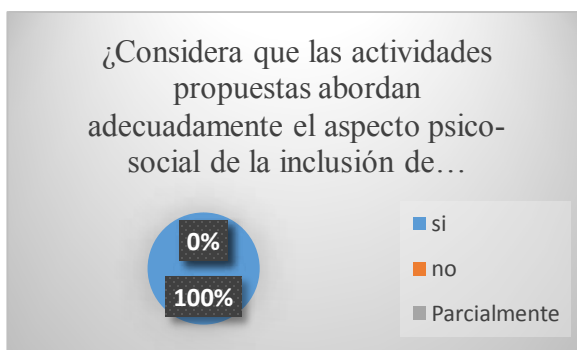 ¿Considera que las actividades
propuestas abordan
adecuadamente el aspecto psico-
social de la inclusión de…
0%
100%
si
no
Parcialmente